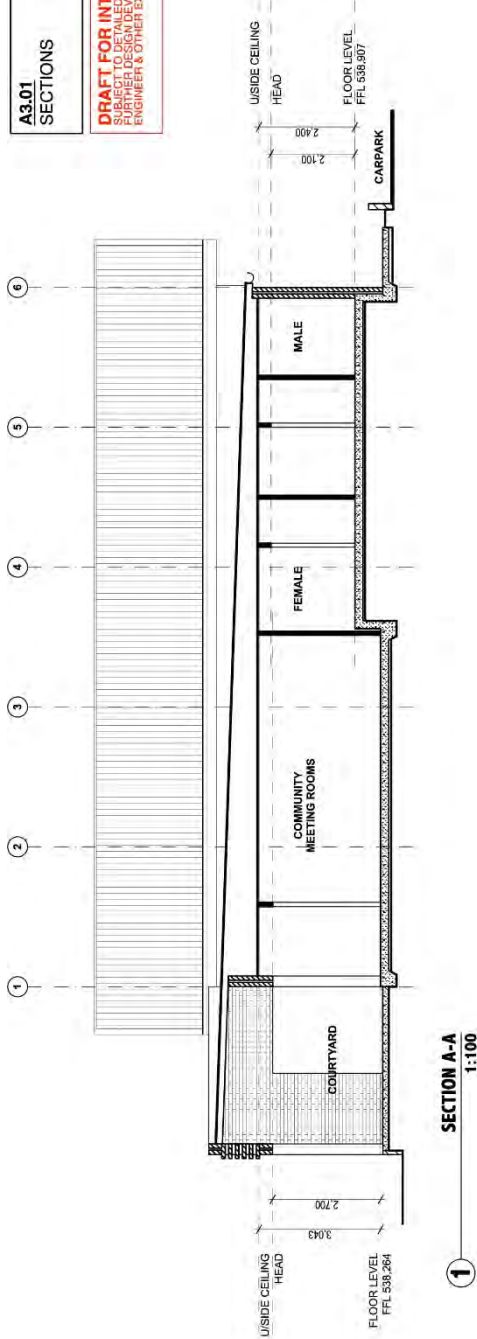 A3.01
SECTIONS
DRAFT FOR INT
SUBJECT TO DETAILED
FURTHER DESIGN DEV
ENGINEER & OTHER EX
1
2
3
4
5
6
U/SIDE CEILING
HEAD
3,043
2,700
FLOOR LEVEL
FFL 538,264
COURTYARD
COMMUNITY
MEETING ROOMS
FEMALE
MALE
CARPARK
U/SIDE CEILING
HEAD
2,400
2,100
FLOOR LEVEL
FFL 538,907
1
SECTION A-A
1:100